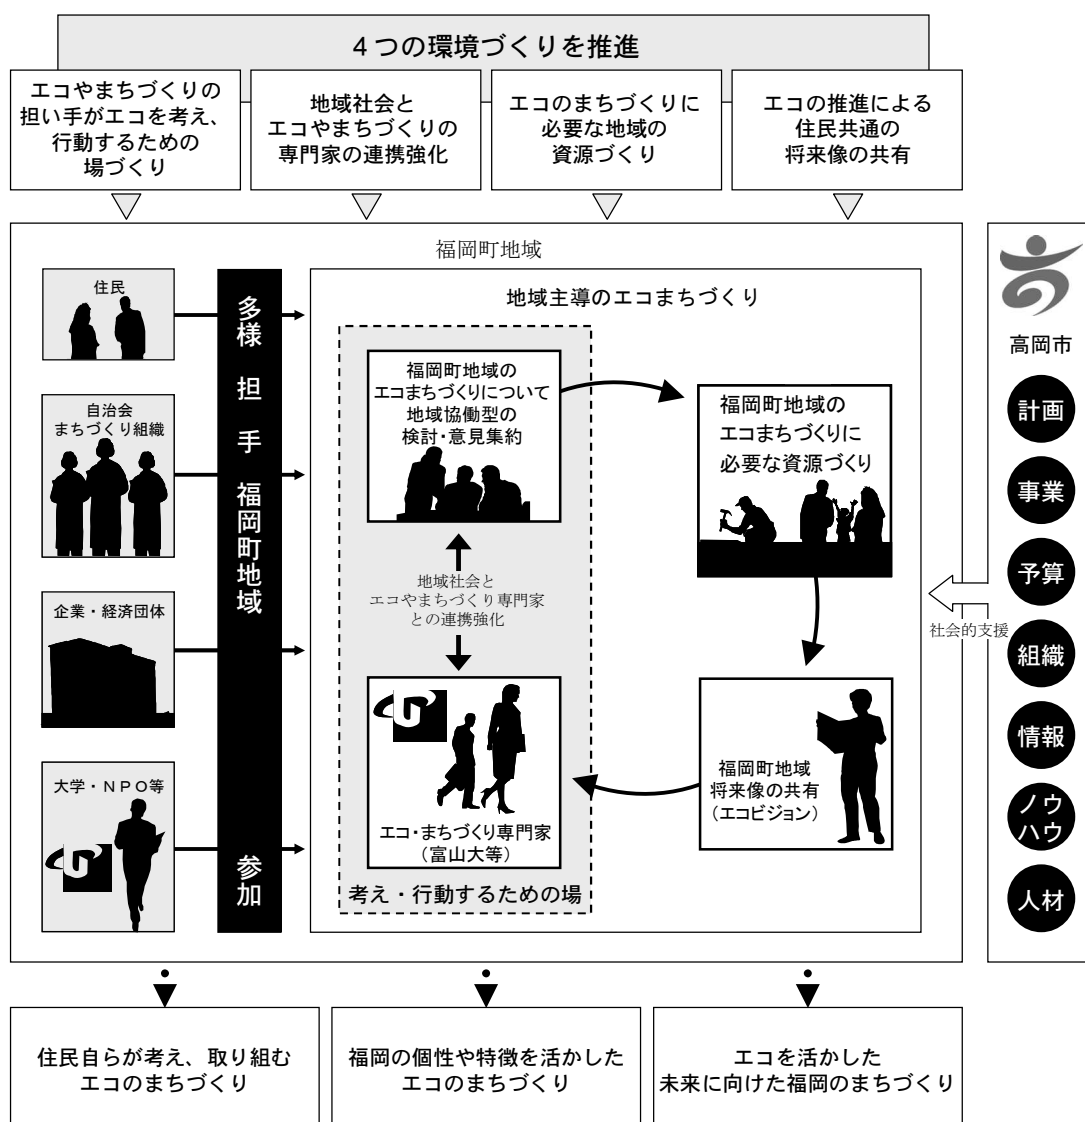 ４つの環境づくりを推進
エコやまちづくりの
担い手がエコを考え、
行動するための
場づくり
地域社会と
エコやまちづくりの
専門家の連携強化
エコのまちづくりに
必要な地域の
資源づくり
エコの推進による
住民共通の
将来像の共有
福岡町地域
住民
自治会
まちづくり組織
企業・経済団体
大学・ＮＰＯ等
多様 担 手 福岡町地域 参加
地域主導のエコまちづくり
福岡町地域の
エコまちづくりについて
地域協働型の
検討・意見集約
地域社会と
エコやまちづくり専門家
との連携強化
エコ・まちづくり専門家
（富山大等）
考え・行動するための場
福岡町地域の
エコまちづくりに
必要な資源づくり
福岡町地域
将来像の共有
（エコビジョン）
社会的支援
高岡市
計画
事業
予算
組織
情報
ノウ
ハウ
人材
住民自らが考え、取り組む
エコのまちづくり
福岡の個性や特徴を活かした
エコのまちづくり
エコを活かした
未来に向けた福岡のまちづくり